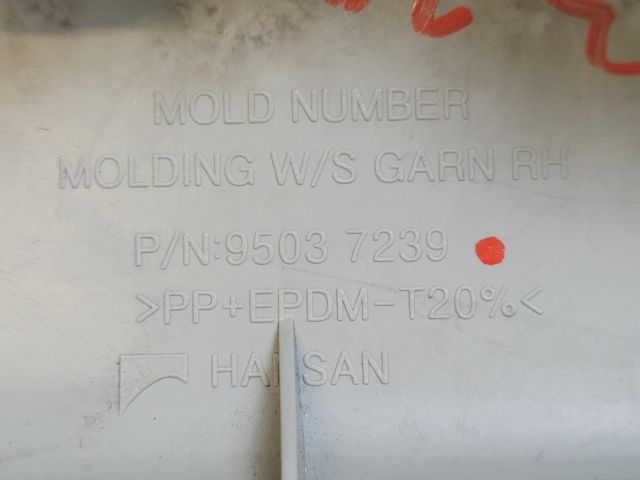 MOLD NUMBER
MOLDING W/S GARN RH
P/N:9503 7239
>PP+EPDM-T20%<